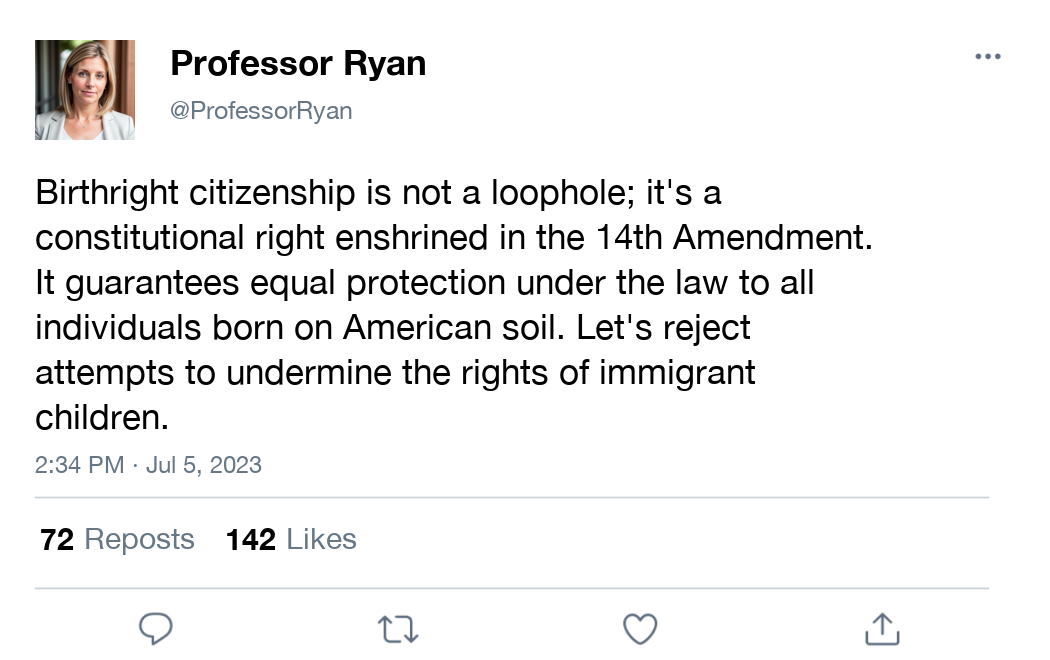 Professor Ryan
@ProfessorRyan
Birthright citizenship is not a loophole; it's a
constitutional right enshrined in the 14th Amendment.
It guarantees equal protection under the law to all
individuals born on American soil. Let's reject
attempts to undermine the rights of immigrant
children.
2:34 PM · Jul 5, 2023
72 Reposts 142 Likes